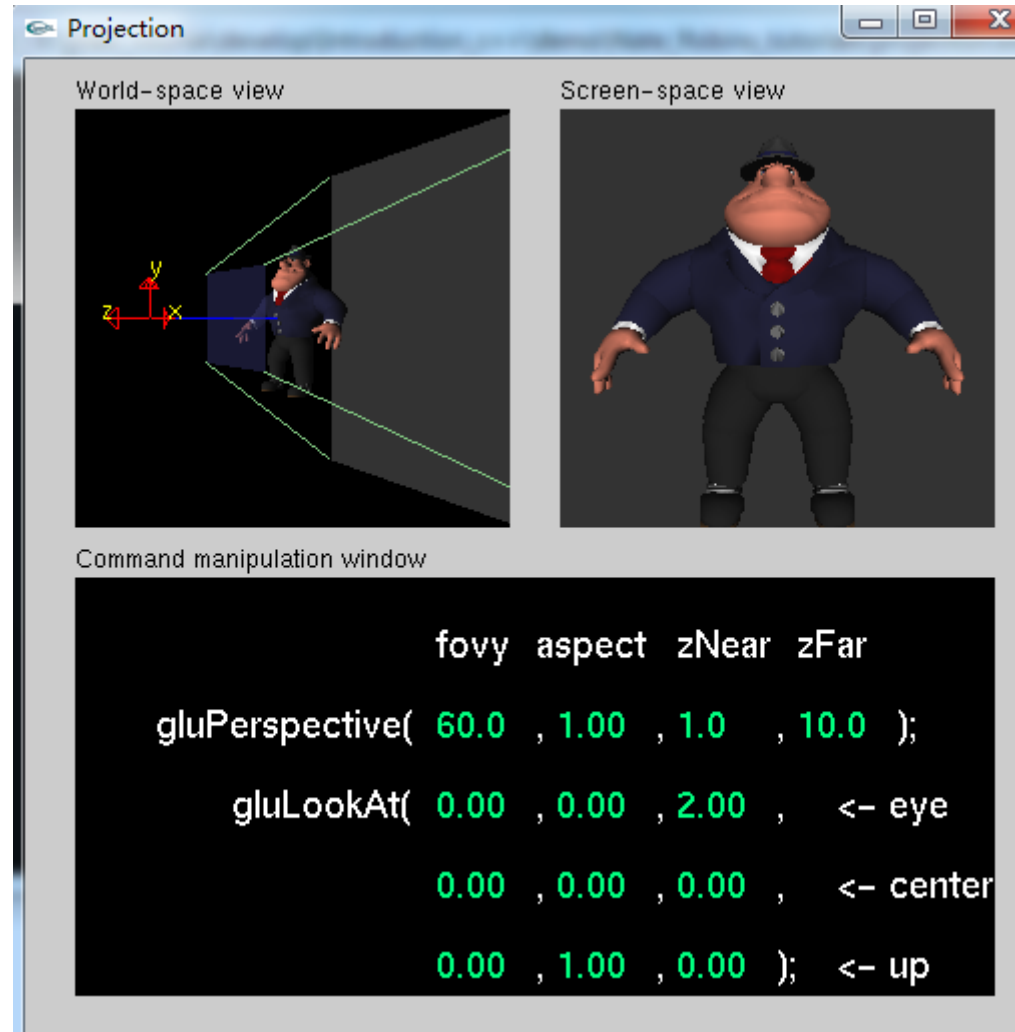 Projection
World-space view
Screen-space view
y
z
x
Command manipulation window
fovy aspect zNear zFar
gluPerspective( 60.0 , 1.00 , 1.0 , 10.0 );
gluLookAt( 0.00 , 0.00 , 2.00 , <- eye
0.00 , 0.00 , 0.00 , <- center
0.00 , 1.00 , 0.00 ); <- up